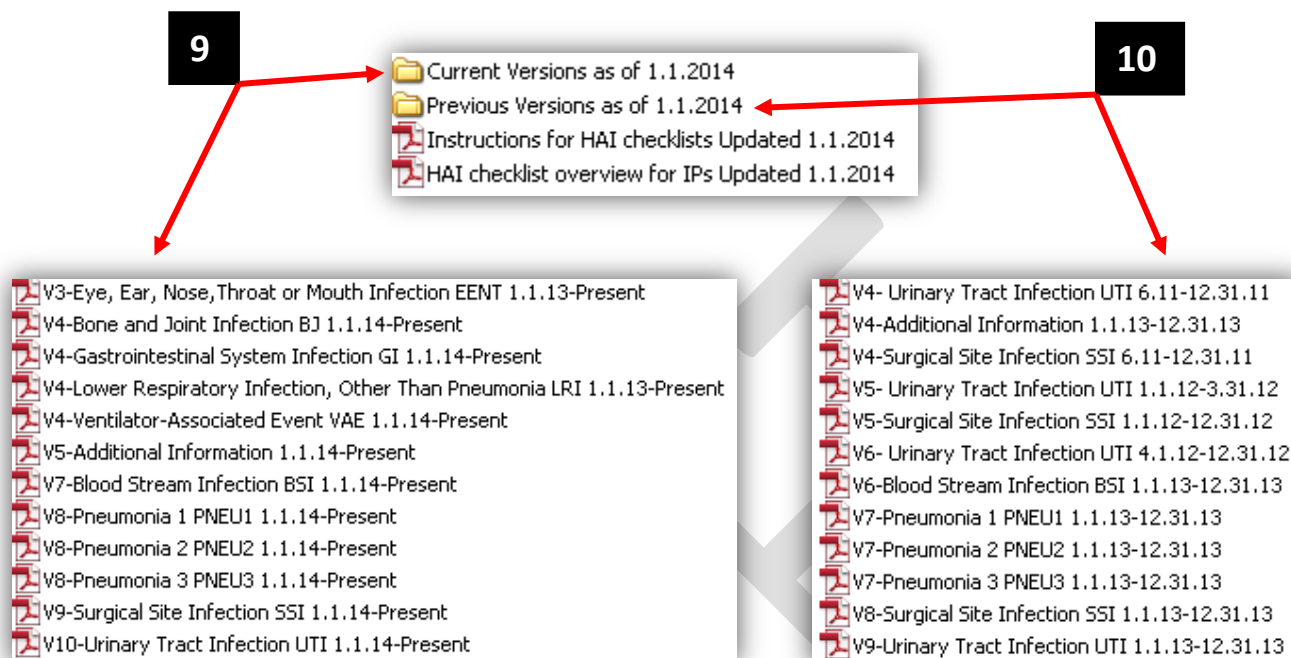 9
10
Current Versions as of 1.1.2014
Previous Versions as of 1.1.2014
Instructions for HAI checklists Updated 1.1.2014
HAI checklist overview for IPs Updated 1.1.2014
V3-Eye, Ear, Nose,Throat or Mouth Infection EENT 1.1.13-Present
V4-Bone and Joint Infection BJ 1.1.14-Present
V4-Gastrointestinal System Infection GI 1.1.14-Present
V4-Lower Respiratory Infection, Other Than Pneumonia LRI 1.1.13-Present
V4-Ventilator-Associated Event VAE 1.1.14-Present
V5-Additional Information 1.1.14-Present
V7-Blood Stream Infection BSI 1.1.14-Present
V8-Pneumonia 1 PNEU1 1.1.14-Present
V8-Pneumonia 2 PNEU2 1.1.14-Present
V8-Pneumonia 3 PNEU3 1.1.14-Present
V9-Surgical Site Infection SSI 1.1.14-Present
V10-Urinary Tract Infection UTI 1.1.14-Present
V4- Urinary Tract Infection UTI 6.11-12.31.11
V4-Additional Information 1.1.13-12.31.13
V4-Surgical Site Infection SSI 6.11-12.31.11
V5- Urinary Tract Infection UTI 1.1.12-3.31.12
V5-Surgical Site Infection SSI 1.1.12-12.31.12
V6- Urinary Tract Infection UTI 4.1.12-12.31.12
V6-Blood Stream Infection BSI 1.1.13-12.31.13
V7-Pneumonia 1 PNEU1 1.1.13-12.31.13
V7-Pneumonia 2 PNEU2 1.1.13-12.31.13
V7-Pneumonia 3 PNEU3 1.1.13-12.31.13
V8-Surgical Site Infection SSI 1.1.13-12.31.13
V9-Urinary Tract Infection UTI 1.1.13-12.31.13